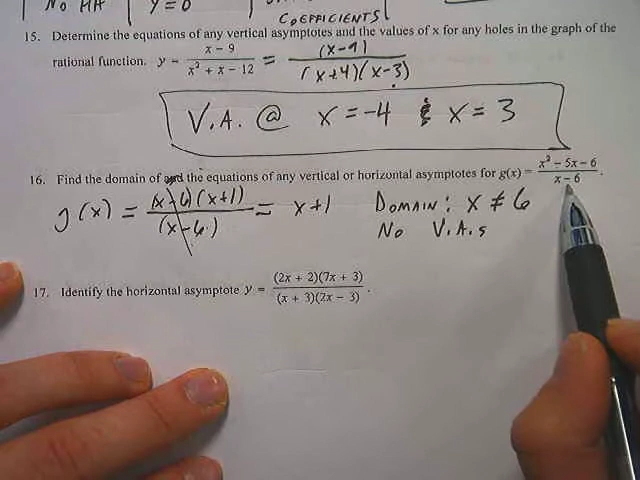 No HA y=0
COEFFICIENTS
15. Determine the equations of any vertical asymptotes and the values of x for any holes in the graph of the
rational function. y = x − 9 / x² + x − 12 = (x-9) / (x+4)(x-3)
V.A. @ x=-4 & x=3
16. Find the domain of and the equations of any vertical or horizontal asymptotes for g(x) = x² − 5x − 6 / x − 6.
g(x) = (x-6)(x+1) / (x-6) = x+1 DOMAIN: x ≠ 6
No V.A.s
17. Identify the horizontal asymptote y = (2x + 2)(7x + 3) / (x + 3)(2x − 3).